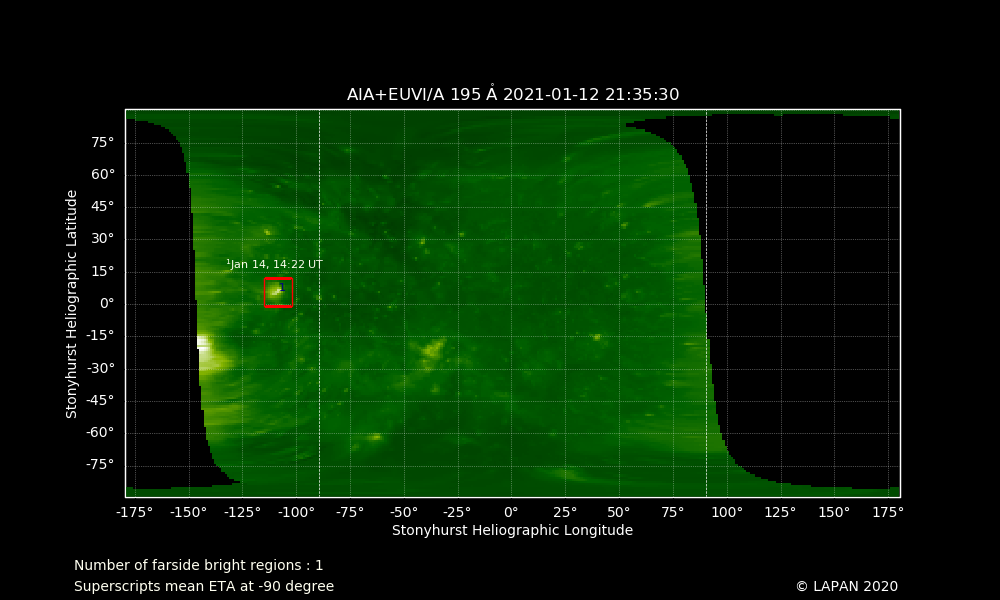 AIA+EUVI/A 195 Å 2021-01-12 21:35:30
Stonyhurst Heliographic Latitude
75°
60°
45°
30°
15°
0°
-15°
-30°
-45°
-60°
-75°
¹Jan 14, 14:22 UT
1
-175° -150° -125° -100° -75° -50° -25° 0° 25° 50° 75° 100° 125° 150° 175°
Stonyhurst Heliographic Longitude
Number of farside bright regions : 1
Superscripts mean ETA at -90 degree
© LAPAN 2020